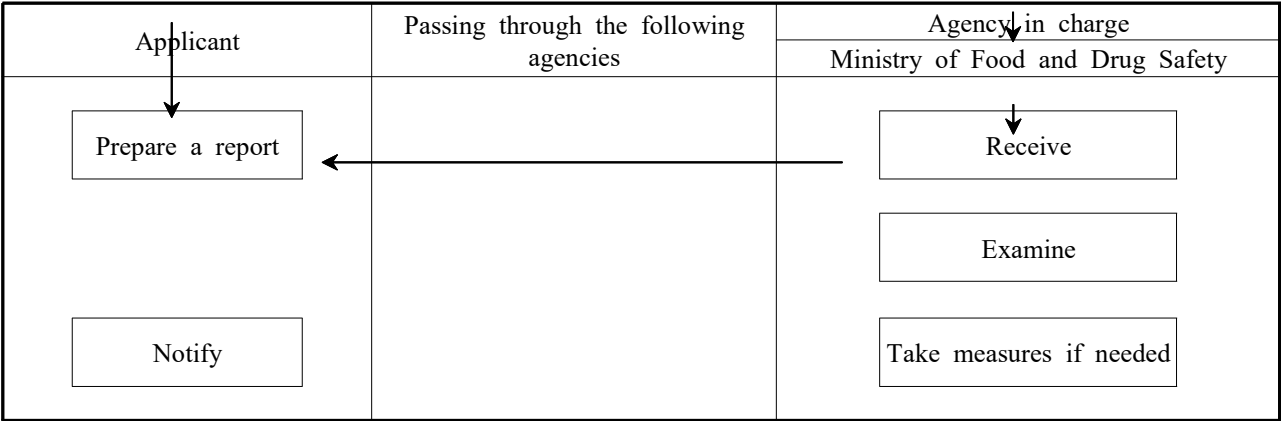 Applicant
Passing through the following
agencies
Agency in charge
Ministry of Food and Drug Safety
Prepare a report
Receive
Examine
Notify
Take measures if needed